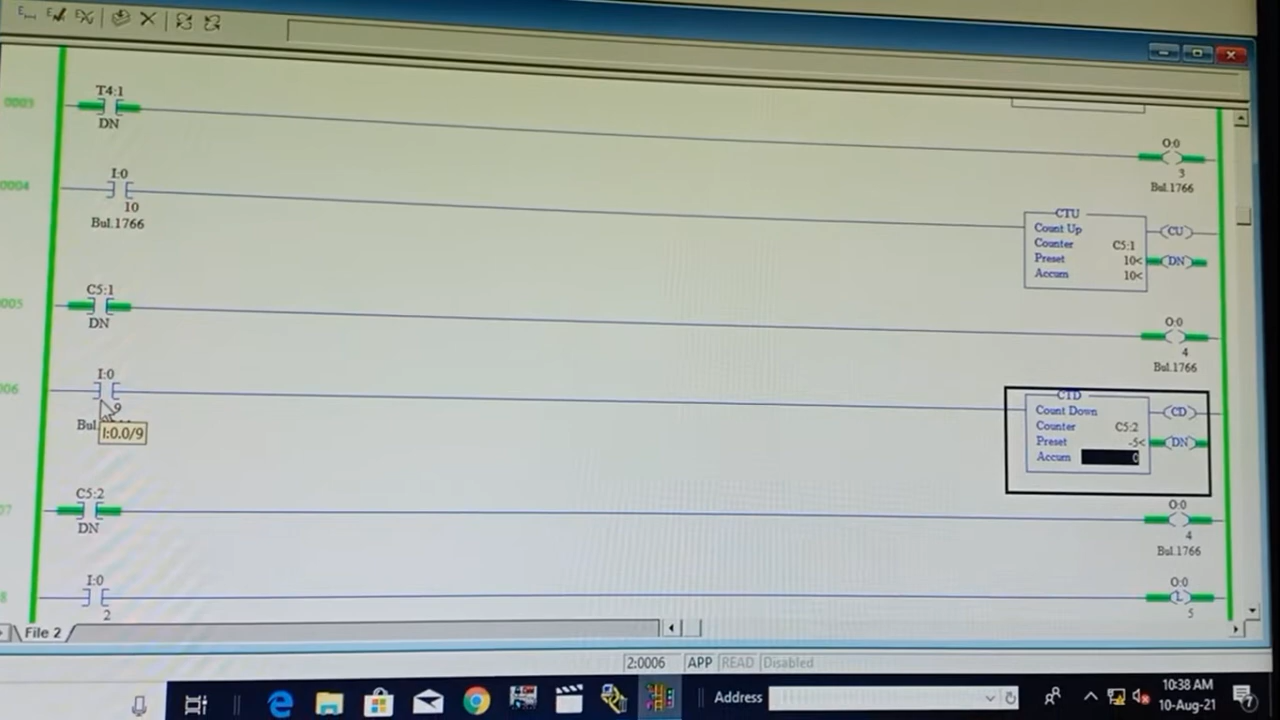 0003
T4:1
DN
O:0
3
Bul.1766
0004
I:0
10
Bul.1766
CTU
Count Up
Counter C5:1
Preset 10<
Accum 10<
CU
DN
005
C5:1
DN
O:0
4
Bul.1766
006
I:0
9
Bul.
I:0.0/9
CTD
Count Down
Counter C5:2
Preset -5<
Accum 0
CD
DN
07
C5:2
DN
O:0
4
Bul.1766
8
I:0
2
O:0
L
5
File 2
2:0006 APP READ Disabled
Address
10:38 AM
10-Aug-21